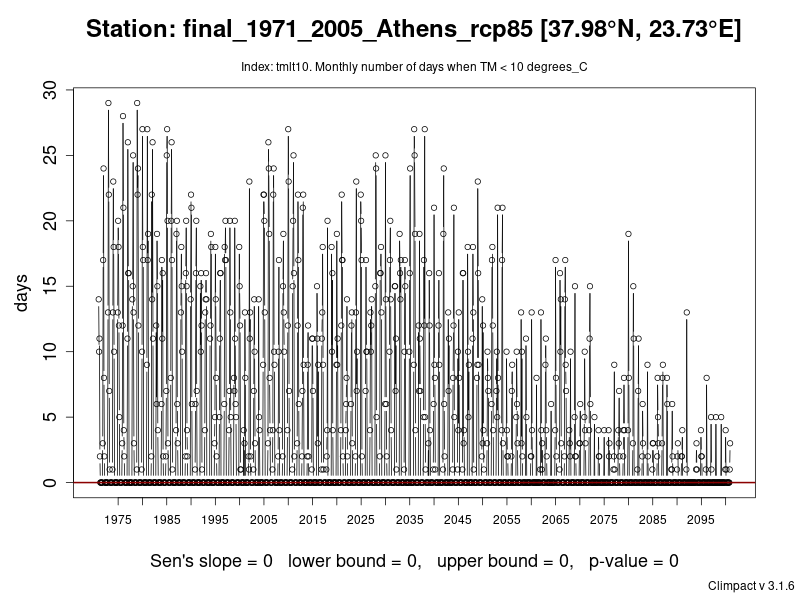 Station: final_1971_2005_Athens_rcp85 [37.98°N, 23.73°E]
Index: tmlt10. Monthly number of days when TM < 10 degrees_C
30
25
20
15
10
5
0
days
1975 1985 1995 2005 2015 2025 2035 2045 2055 2065 2075 2085 2095
Sen's slope = 0 lower bound = 0, upper bound = 0, p-value = 0
Climpact v 3.1.6